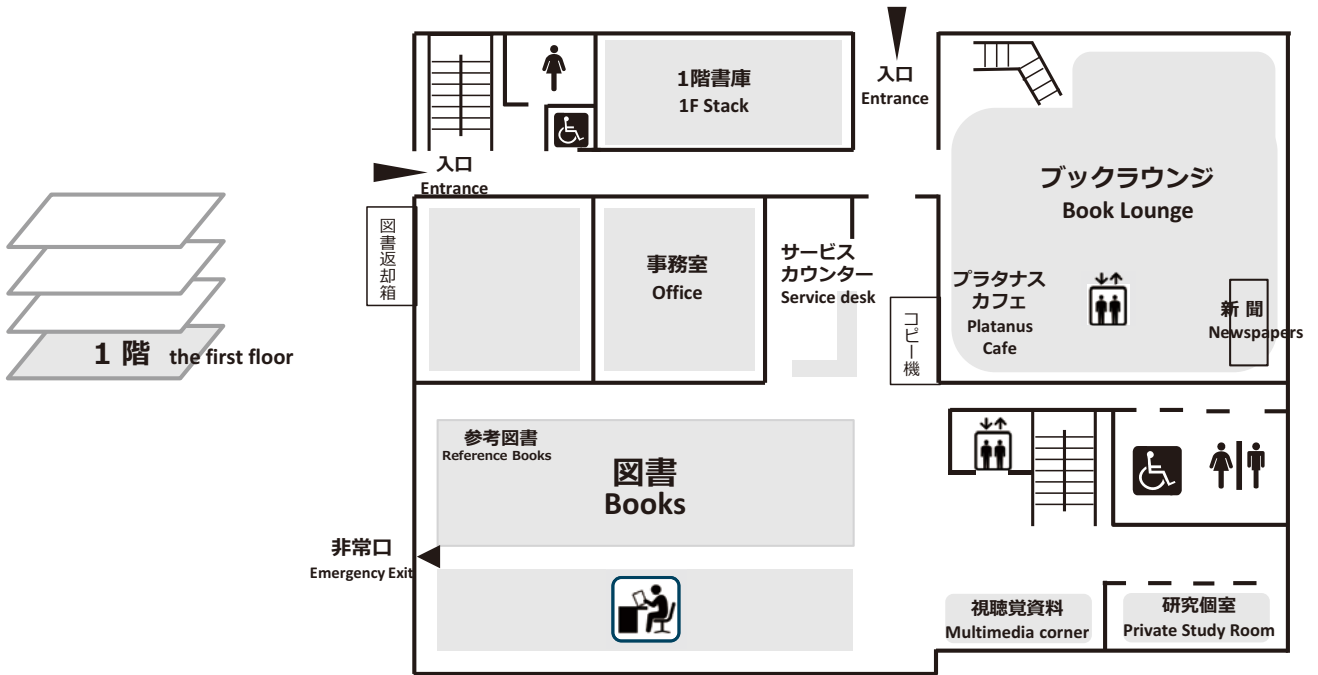 入口
Entrance
1階書庫
1F Stack
入口
Entrance
ブックラウンジ
Book Lounge
図書返却箱
事務室
Office
サービス
カウンター
Service desk
プラタナス
カフェ
Platanus
Cafe
新聞
Newspapers
コピー機
1階 the first floor
参考図書
Reference Books
図書
Books
非常口
Emergency Exit
視聴覚資料
Multimedia corner
研究個室
Private Study Room